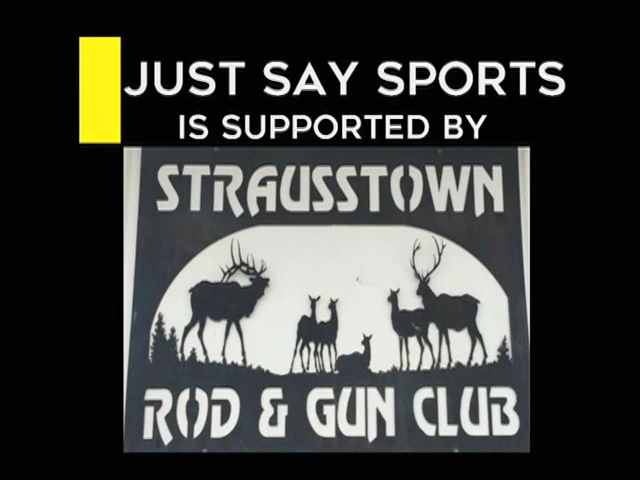 JUST SAY SPORTS
IS SUPPORTED BY
STRAUSSTOWN
ROD & GUN CLUB